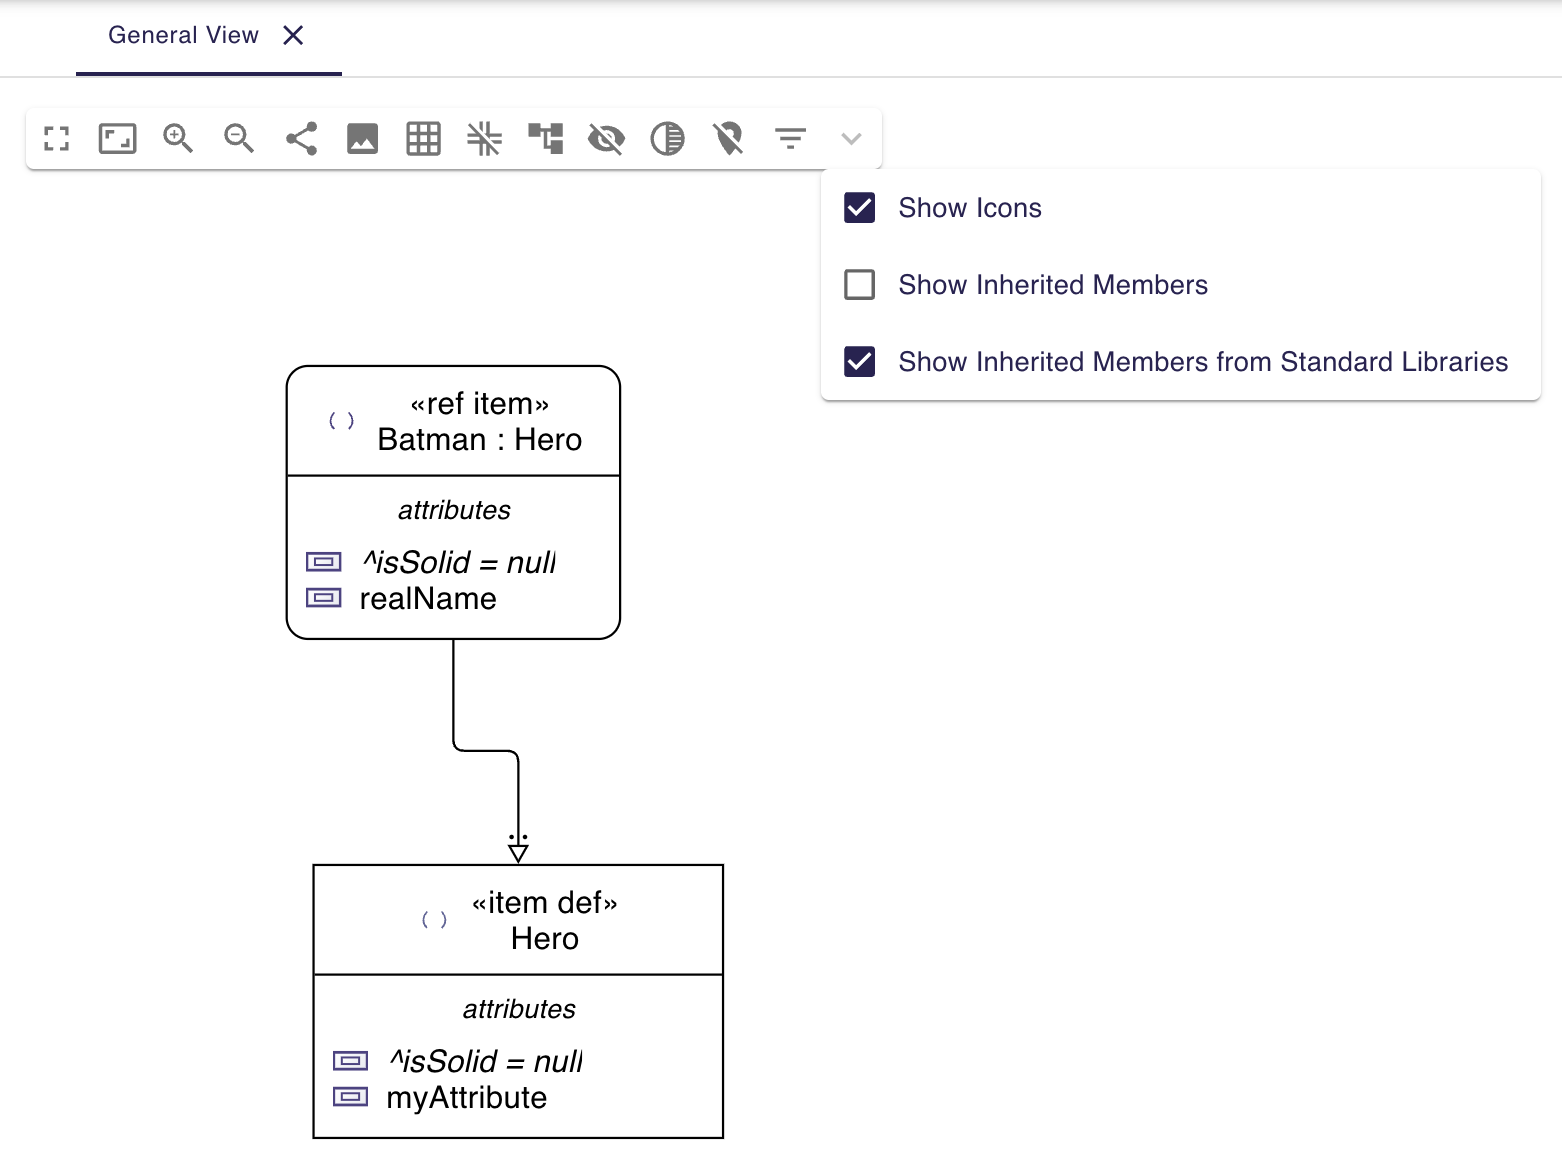 General View
Show Icons
Show Inherited Members
Show Inherited Members from Standard Libraries
«ref item»
Batman : Hero
attributes
^isSolid = null
realName
«item def»
Hero
attributes
^isSolid = null
myAttribute